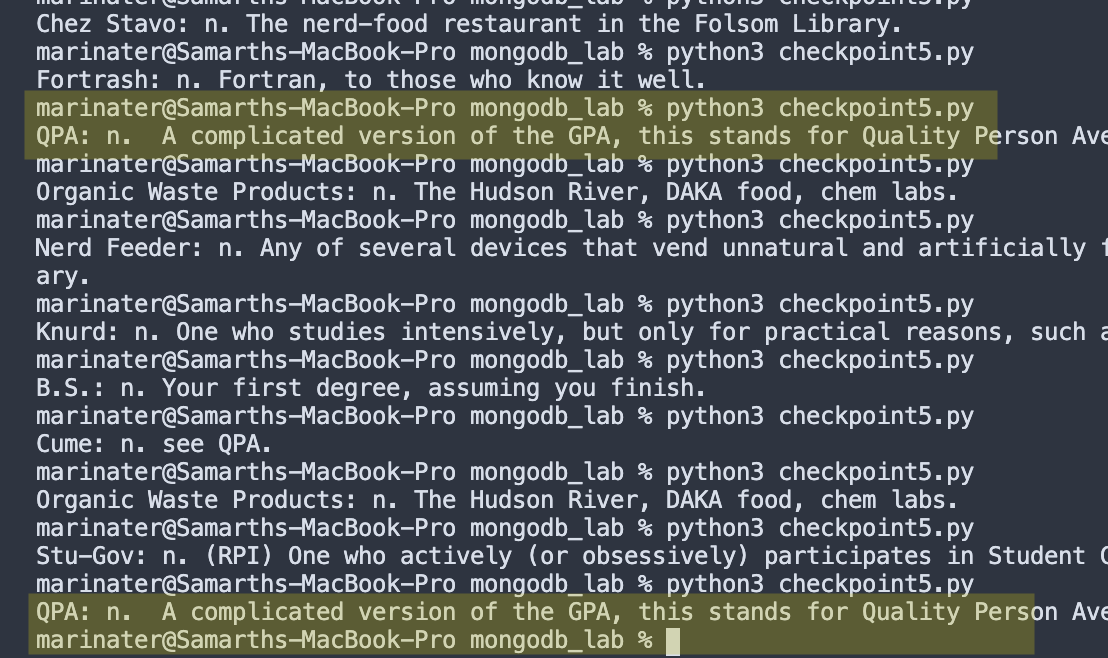 marinater@Samarths-MacBook-Pro mongodb_lab % python3 checkpoint5.py
Chez Stavo: n. The nerd-food restaurant in the Folsom Library.
marinater@Samarths-MacBook-Pro mongodb_lab % python3 checkpoint5.py
Fortrash: n. Fortran, to those who know it well.
marinater@Samarths-MacBook-Pro mongodb_lab % python3 checkpoint5.py
QPA: n.  A complicated version of the GPA, this stands for Quality Person Ave
marinater@Samarths-MacBook-Pro mongodb_lab % python3 checkpoint5.py
Organic Waste Products: n. The Hudson River, DAKA food, chem labs.
marinater@Samarths-MacBook-Pro mongodb_lab % python3 checkpoint5.py
Nerd Feeder: n. Any of several devices that vend unnatural and artificially f
ary.
marinater@Samarths-MacBook-Pro mongodb_lab % python3 checkpoint5.py
Knurd: n. One who studies intensively, but only for practical reasons, such a
marinater@Samarths-MacBook-Pro mongodb_lab % python3 checkpoint5.py
B.S.: n. Your first degree, assuming you finish.
marinater@Samarths-MacBook-Pro mongodb_lab % python3 checkpoint5.py
Cume: n. see QPA.
marinater@Samarths-MacBook-Pro mongodb_lab % python3 checkpoint5.py
Organic Waste Products: n. The Hudson River, DAKA food, chem labs.
marinater@Samarths-MacBook-Pro mongodb_lab % python3 checkpoint5.py
Stu-Gov: n. (RPI) One who actively (or obsessively) participates in Student
marinater@Samarths-MacBook-Pro mongodb_lab % python3 checkpoint5.py
QPA: n.  A complicated version of the GPA, this stands for Quality Person Ave
marinater@Samarths-MacBook-Pro mongodb_lab %